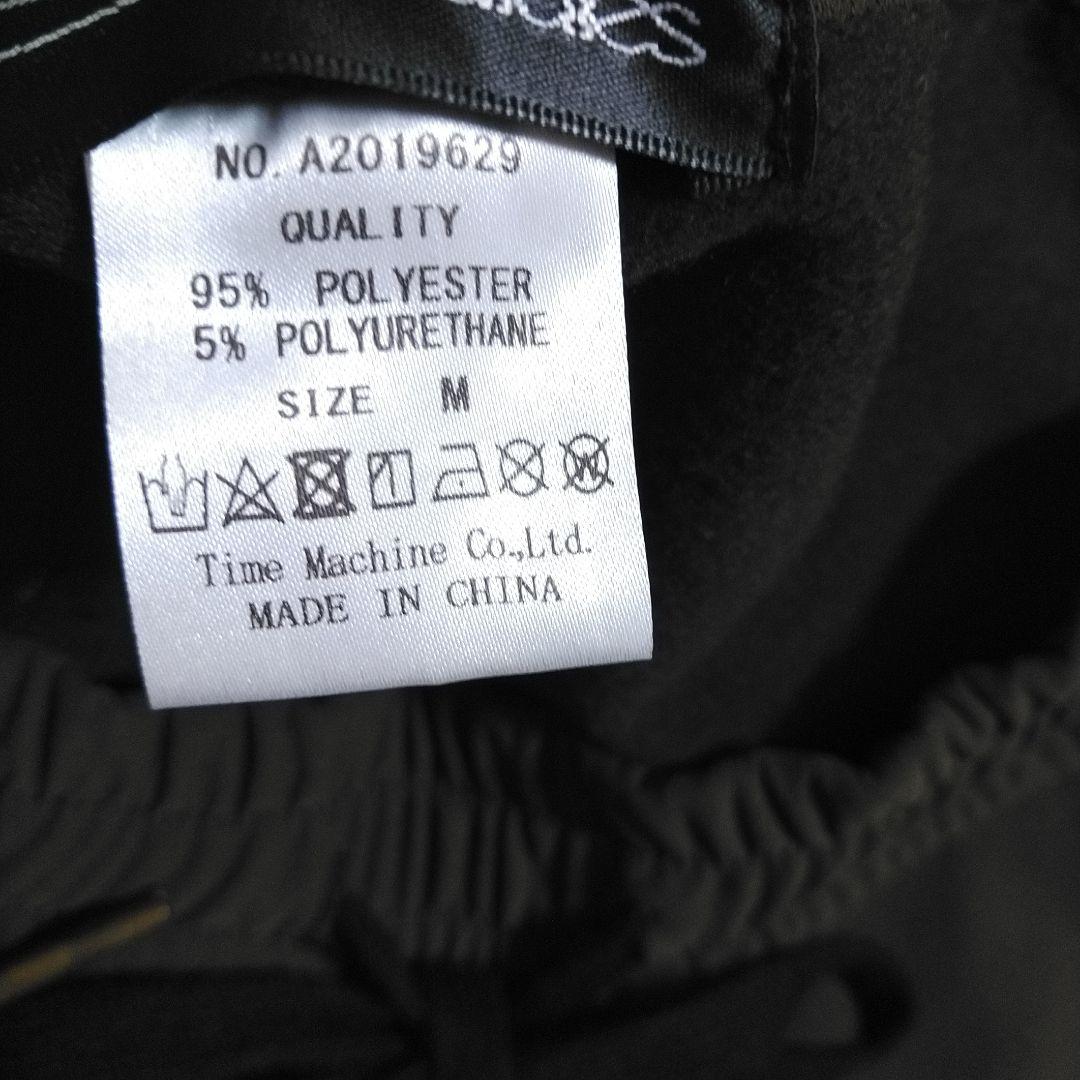 NO. A2019629
QUALITY
95% POLYESTER
5% POLYURETHANE
SIZE M
W
Time Machine Co.,Ltd.
MADE IN CHINA